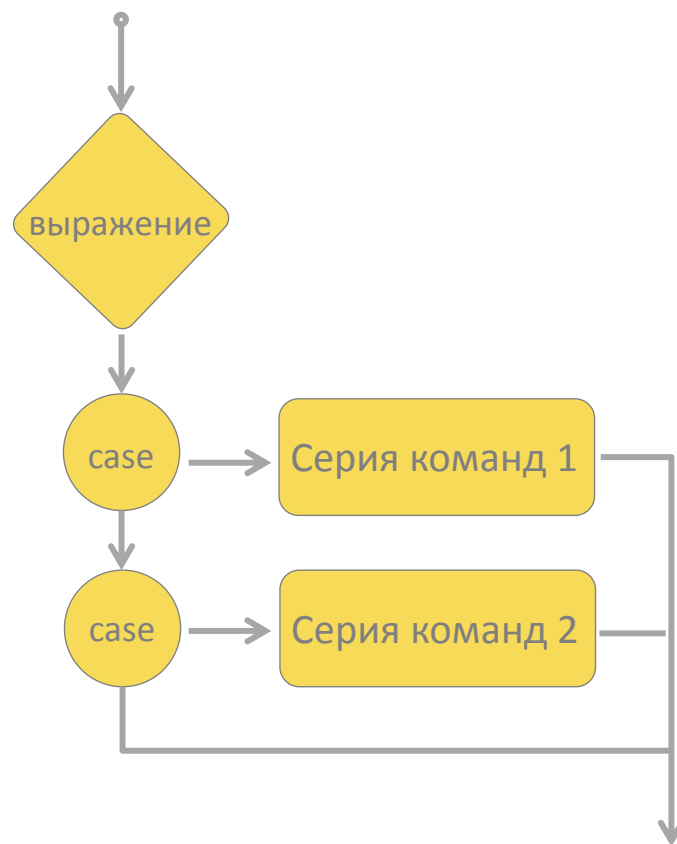 выражение
case
Серия команд 1
case
Серия команд 2